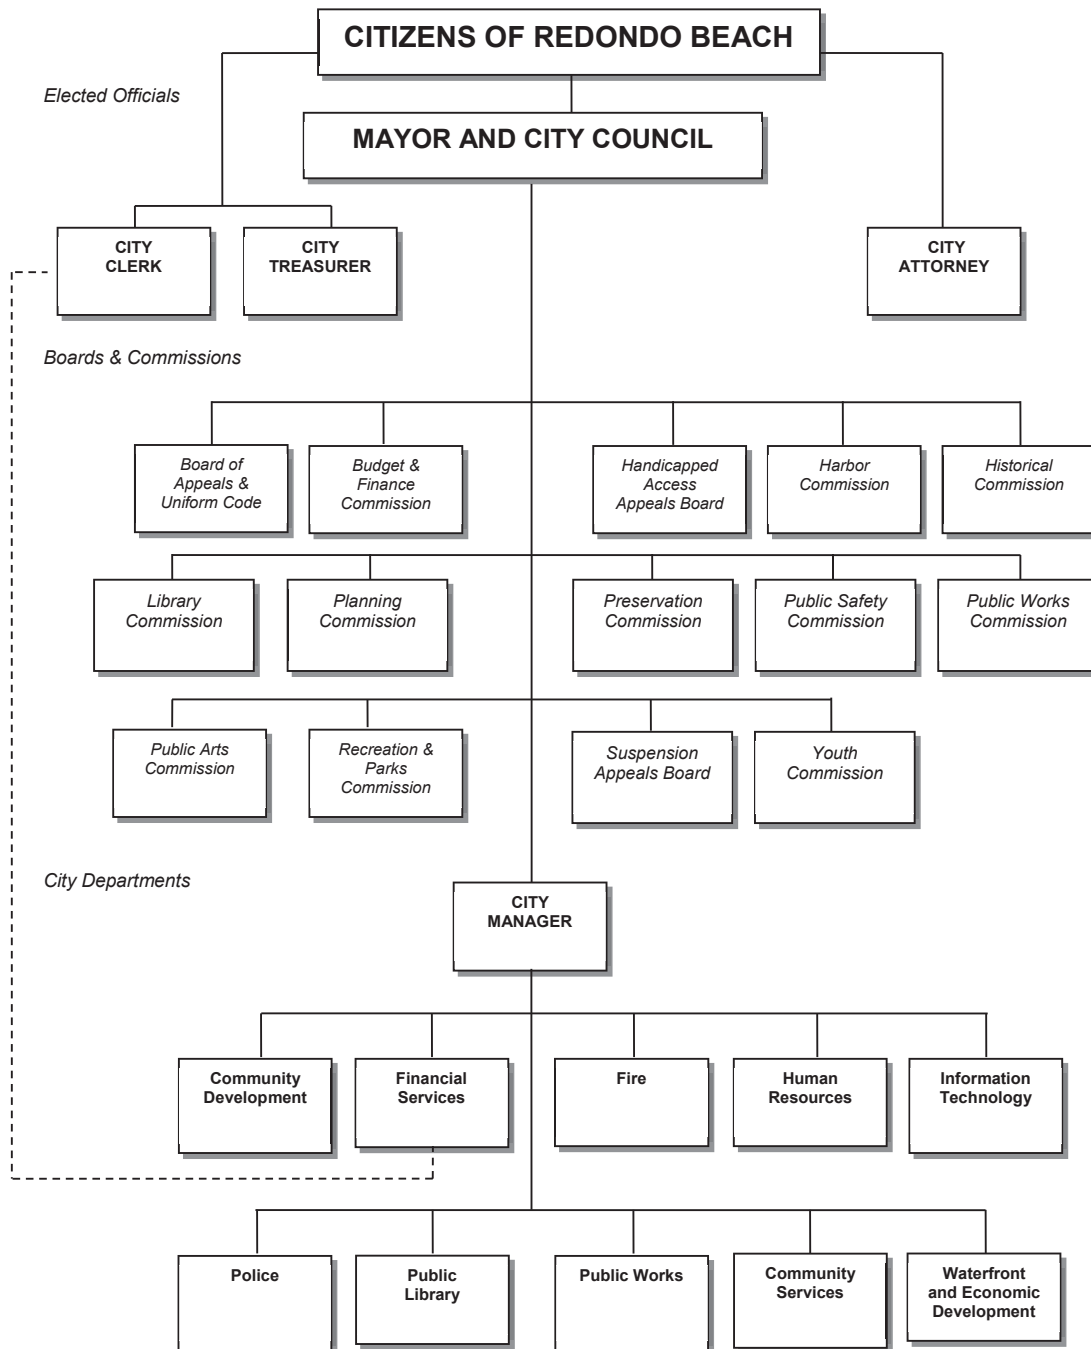 CITIZENS OF REDONDO BEACH
Elected Officials
MAYOR AND CITY COUNCIL
CITY
CLERK
CITY
TREASURER
CITY
ATTORNEY
Boards & Commissions
Board of
Appeals &
Uniform Code
Budget &
Finance
Commission
Handicapped
Access
Appeals Board
Harbor
Commission
Historical
Commission
Library
Commission
Planning
Commission
Preservation
Commission
Public Safety
Commission
Public Works
Commission
Public Arts
Commission
Recreation &
Parks
Commission
Suspension
Appeals Board
Youth
Commission
City Departments
CITY
MANAGER
Community
Development
Financial
Services
Fire
Human
Resources
Information
Technology
Police
Public
Library
Public Works
Community
Services
Waterfront
and Economic
Development